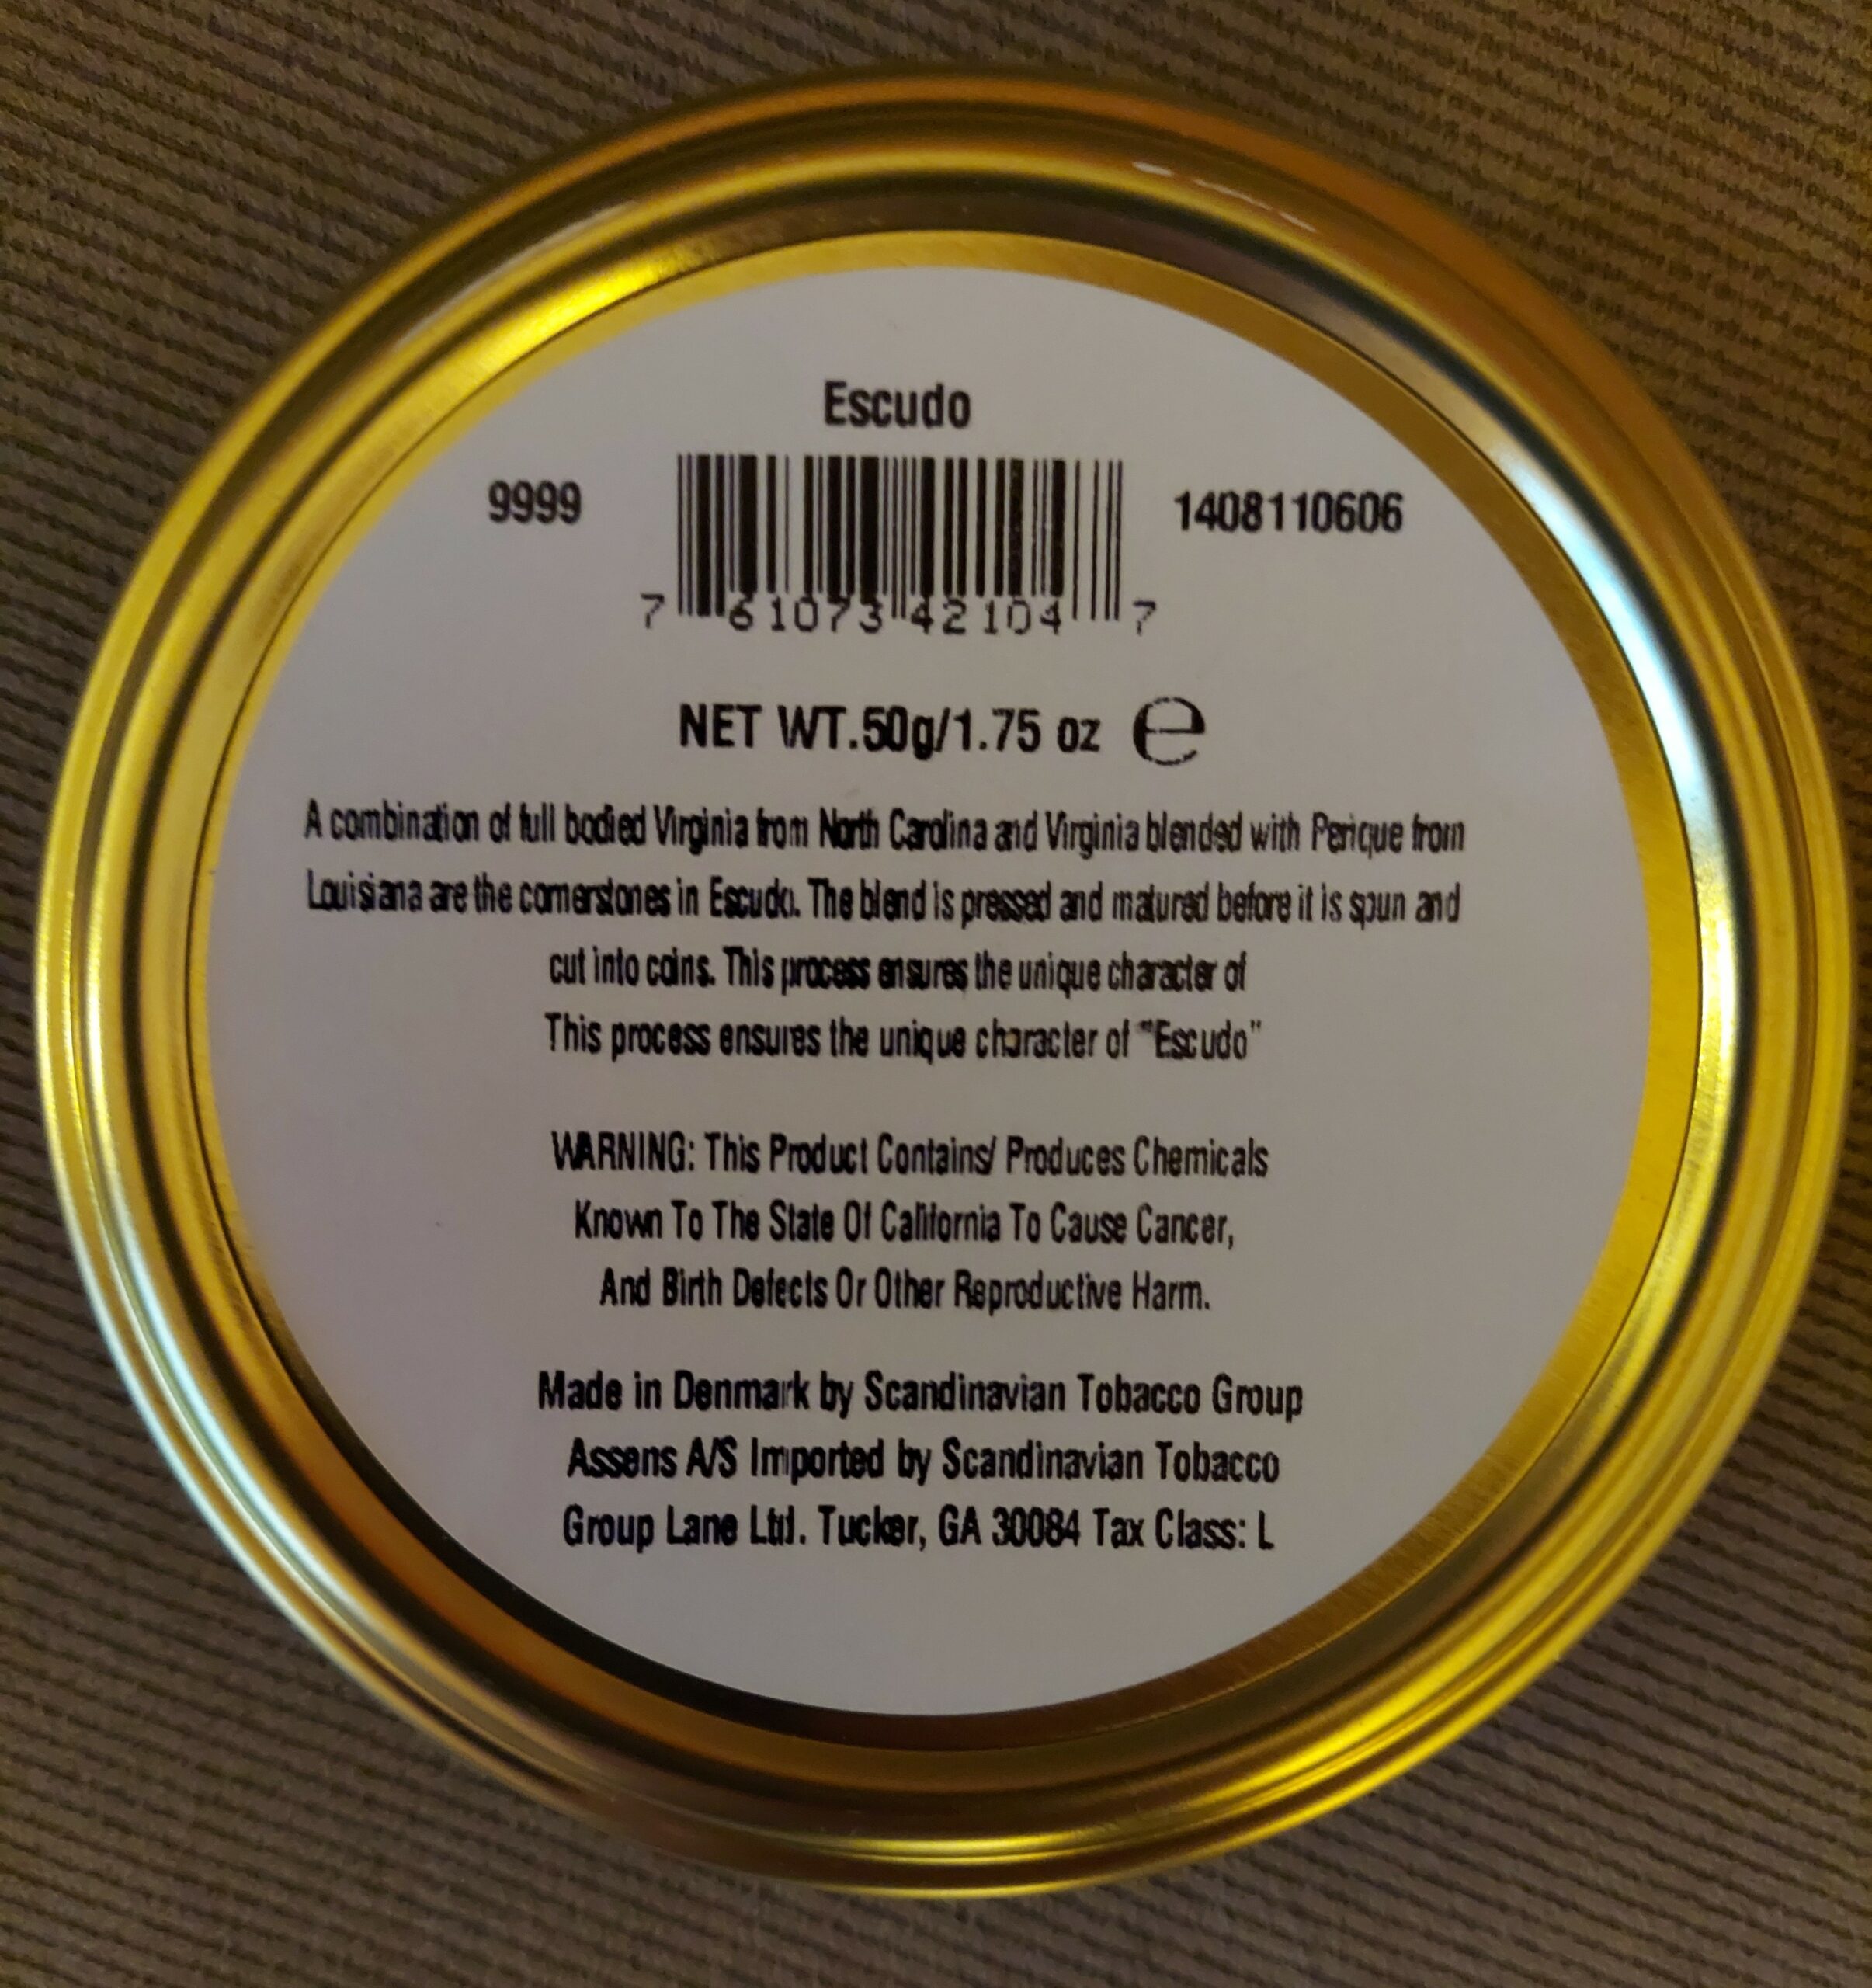 Escudo
9999
1408110606
7 61073 42104 7
NET WT.50g/1.75 oz ℮
A combination of full bodied Virginia from North Carolina and Virginia blended with Perique from
Louisiana are the cornerstones in Escudo. The blend is pressed and matured before it is spun and
cut into coins. This process ensures the unique character of
This process ensures the unique character of "Escudo"
WARNING: This Product Contains/ Produces Chemicals
Known To The State Of California To Cause Cancer,
And Birth Defects Or Other Reproductive Harm.
Made in Denmark by Scandinavian Tobacco Group
Assens A/S Imported by Scandinavian Tobacco
Group Lane Ltd. Tucker, GA 30084 Tax Class: L